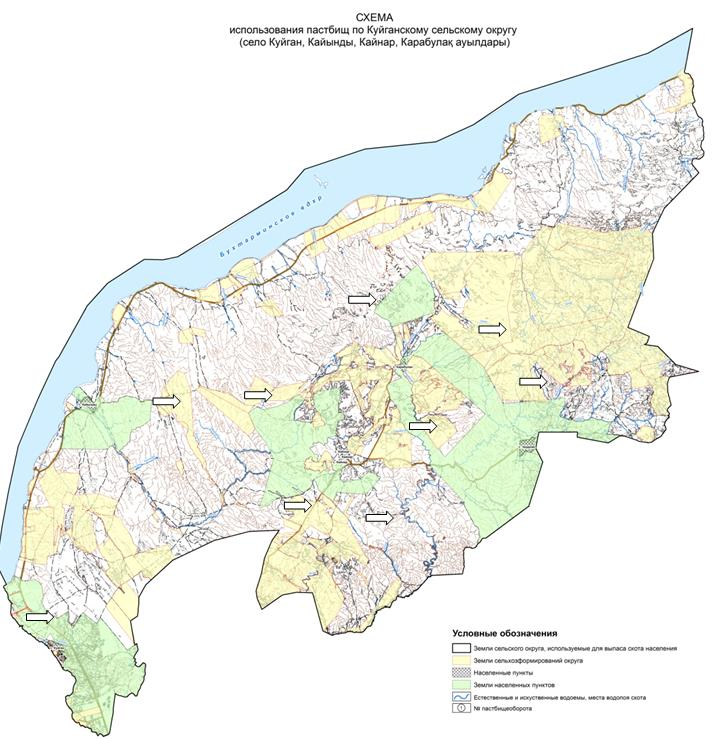 СХЕМА
использования пастбищ по Куйганскому сельскому округу
(село Куйган, Кайынды, Кайнар, Карабулақ ауылдары)
Бухтарминское вдхр
Условные обозначения
Земли сельского округа, используемые для выпаса скота населения
Земли сельхозформирований округа
Населенные пункты
Земли населенных пунктов
Естественные и искуственные водоемы, места водопоя скота
№ пастбищеоборота